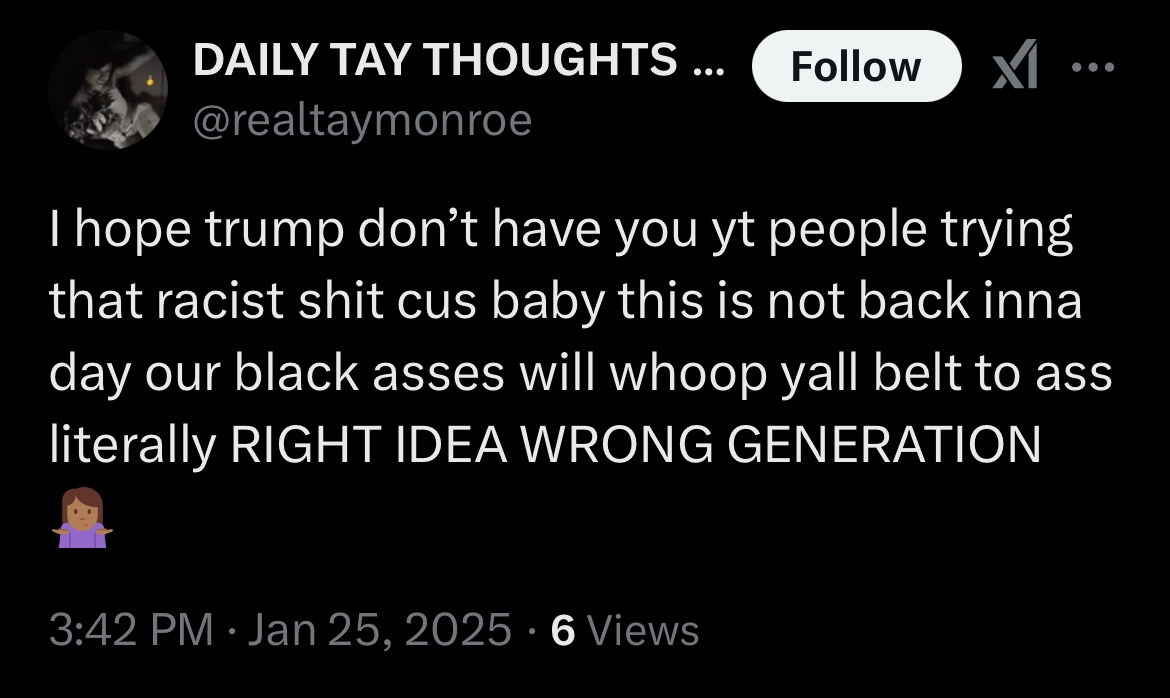 DAILY TAY THOUGHTS ...
Follow
@realtaymonroe
I hope trump don’t have you yt people trying
that racist shit cus baby this is not back inna
day our black asses will whoop yall belt to ass
literally RIGHT IDEA WRONG GENERATION
🤷🏽‍♀️
3:42 PM · Jan 25, 2025 · 6 Views